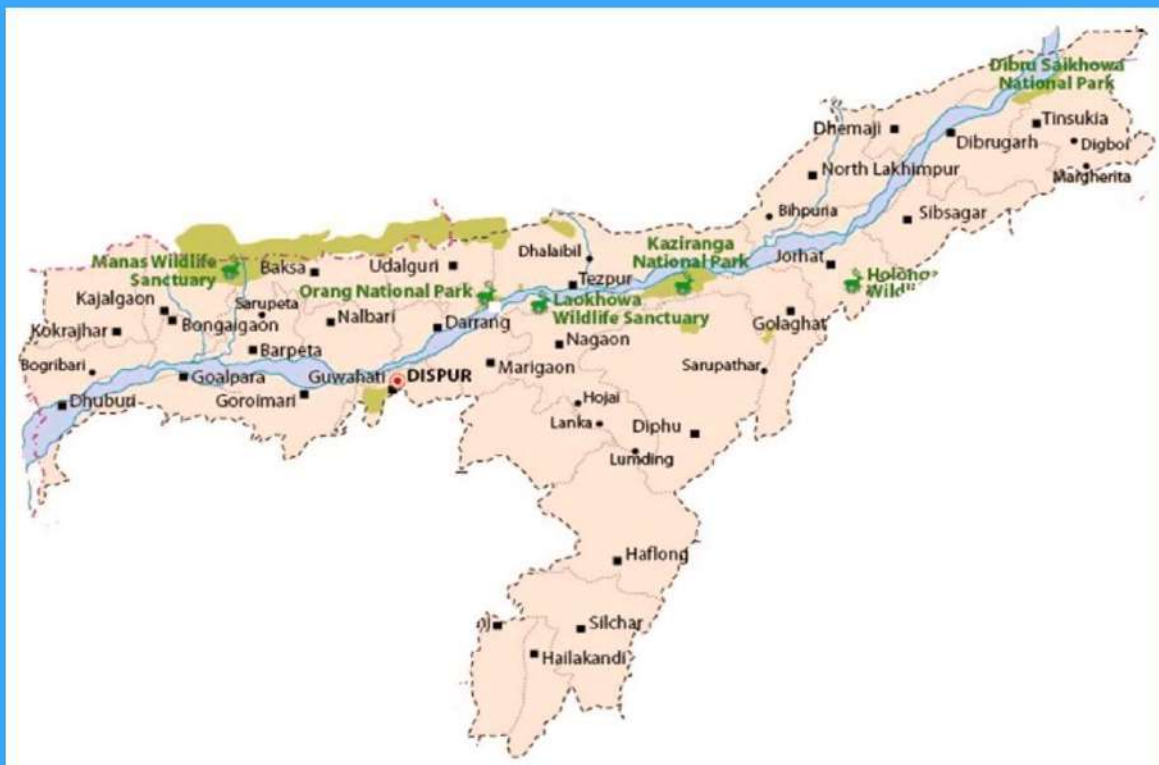 Dibru Saikhowa
National Park
Dhemaji
Tinsukia
Dibrugarh
Digboi
North Lakhimpur
Margherita
Bihpuria
Sibsagar
Dhalaibil
Kaziranga
National Park
Jorhat
Manas Wildlife
Sanctuary
Baksa
Udalguri
Tezpur
Kajalgaon
Sarupeta
Orang National Park
Laokhowa
Wildlife Sanctuary
Golaghat
Kokrajhar
Bongaigaon
Nalbari
Darrang
Nagaon
Bogribari
Barpeta
Marigaon
Sarupathar
Goalpara
Guwahati
DISPUR
Dhuburi
Goroimari
Hojai
Lanka
Diphu
Lumding
Haflong
Silchar
Hailakandi